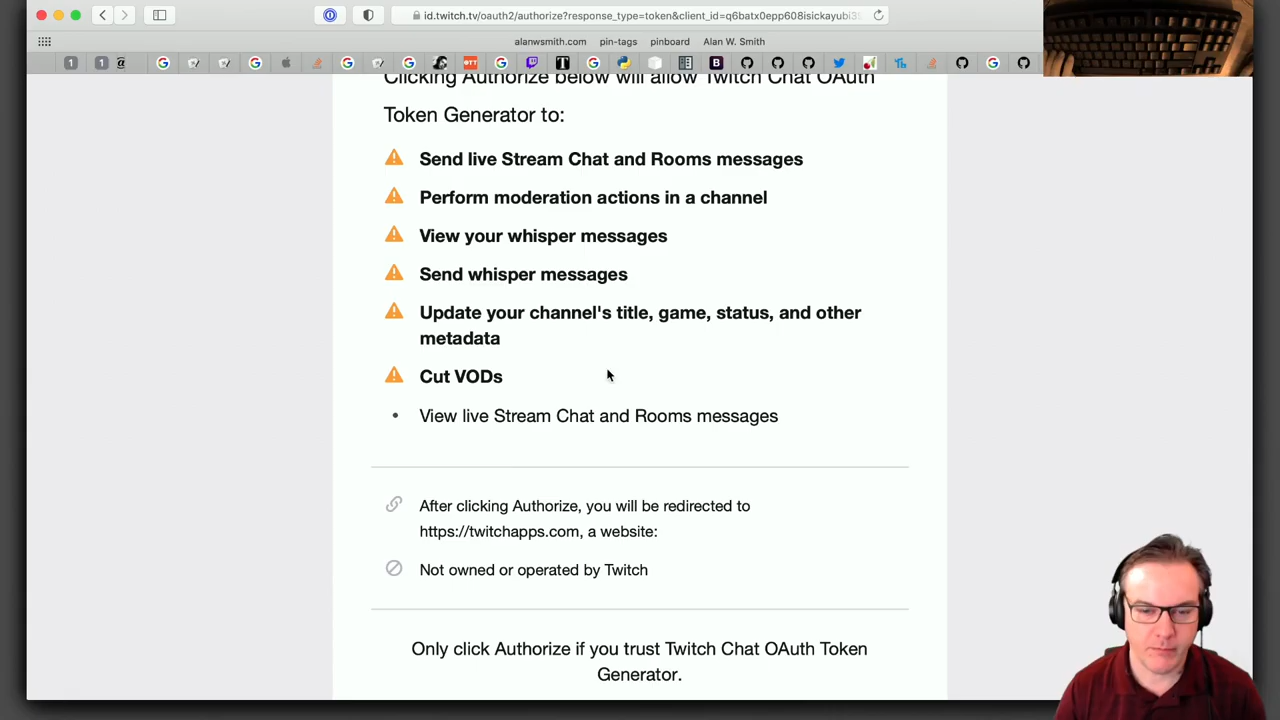 id.twitch.tv/oauth2/authorize?response_type=token&client_id=q6batx0epp608isickayubi39
alanwsmith.com pin-tags pinboard Alan W. Smith
1 1 @
Clicking Authorize below will allow Twitch Chat OAuth
Token Generator to:
Send live Stream Chat and Rooms messages
Perform moderation actions in a channel
View your whisper messages
Send whisper messages
Update your channel's title, game, status, and other
metadata
Cut VODs
• View live Stream Chat and Rooms messages
After clicking Authorize, you will be redirected to
https://twitchapps.com, a website:
Not owned or operated by Twitch
Only click Authorize if you trust Twitch Chat OAuth Token
Generator.